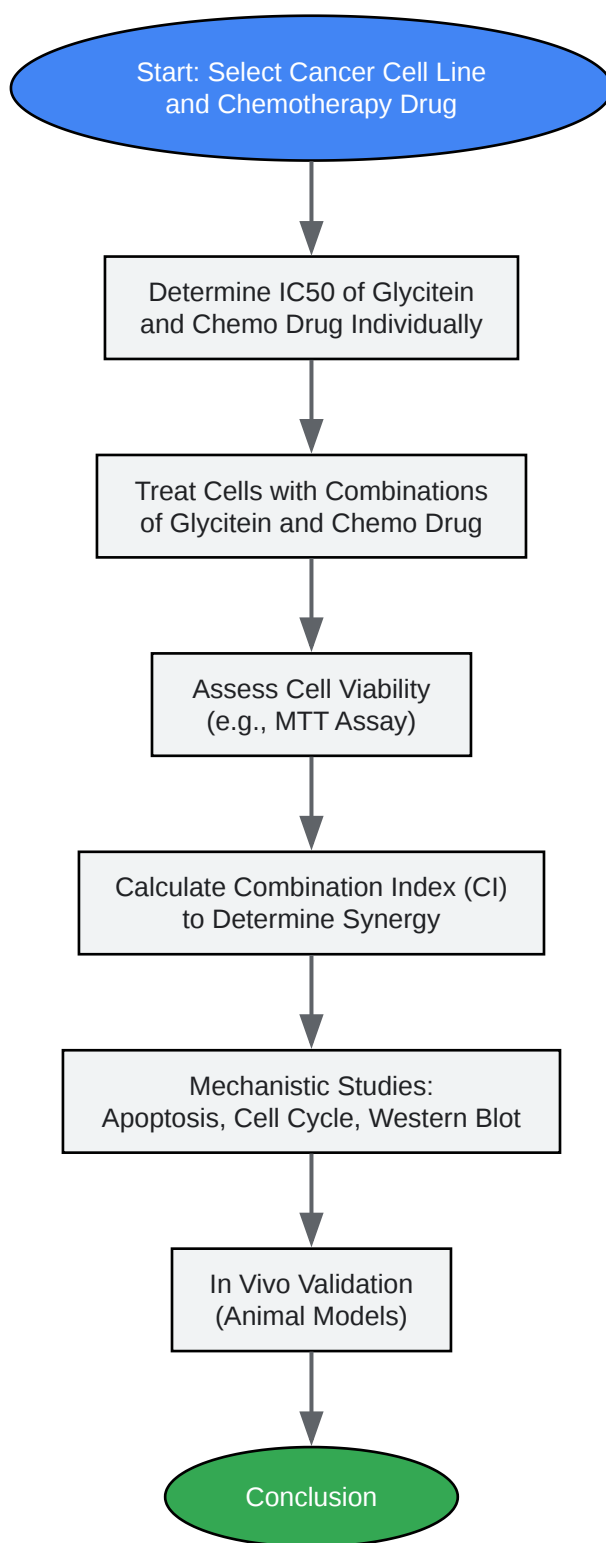 Start: Select Cancer Cell Line
and Chemotherapy Drug
Determine IC50 of Glycitein
and Chemo Drug Individually
Treat Cells with Combinations
of Glycitein and Chemo Drug
Assess Cell Viability
(e.g., MTT Assay)
Calculate Combination Index (CI)
to Determine Synergy
Mechanistic Studies:
Apoptosis, Cell Cycle, Western Blot
In Vivo Validation
(Animal Models)
Conclusion